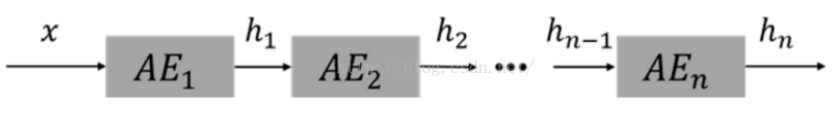 x h₁ h₂ hₙ₋₁ hₙ
AE₁ AE₂ ••• AEₙ